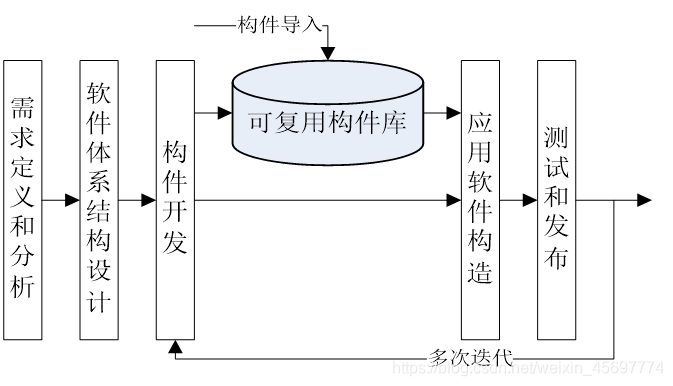 构件导入
需求定义和分析
软件体系结构设计
构件开发
可复用构件库
应用软件构造
测试和发布
多次迭代
https://blog.csdn.net/weixin_45697774